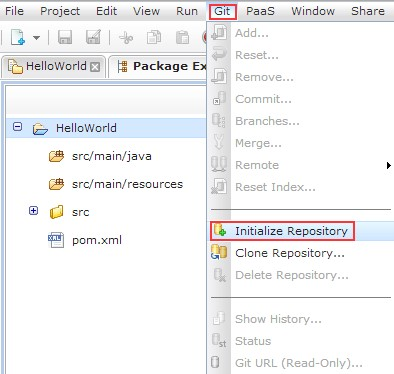 File Project Edit View Run Git PaaS Window Share
HelloWorld
Package Ex
HelloWorld
src/main/java
src/main/resources
src
pom.xml
Add...
Reset...
Remove...
Commit...
Branches...
Merge...
Remote
Reset Index...
Initialize Repository
Clone Repository...
Delete Repository...
Show History...
Status
Git URL (Read-Only)...